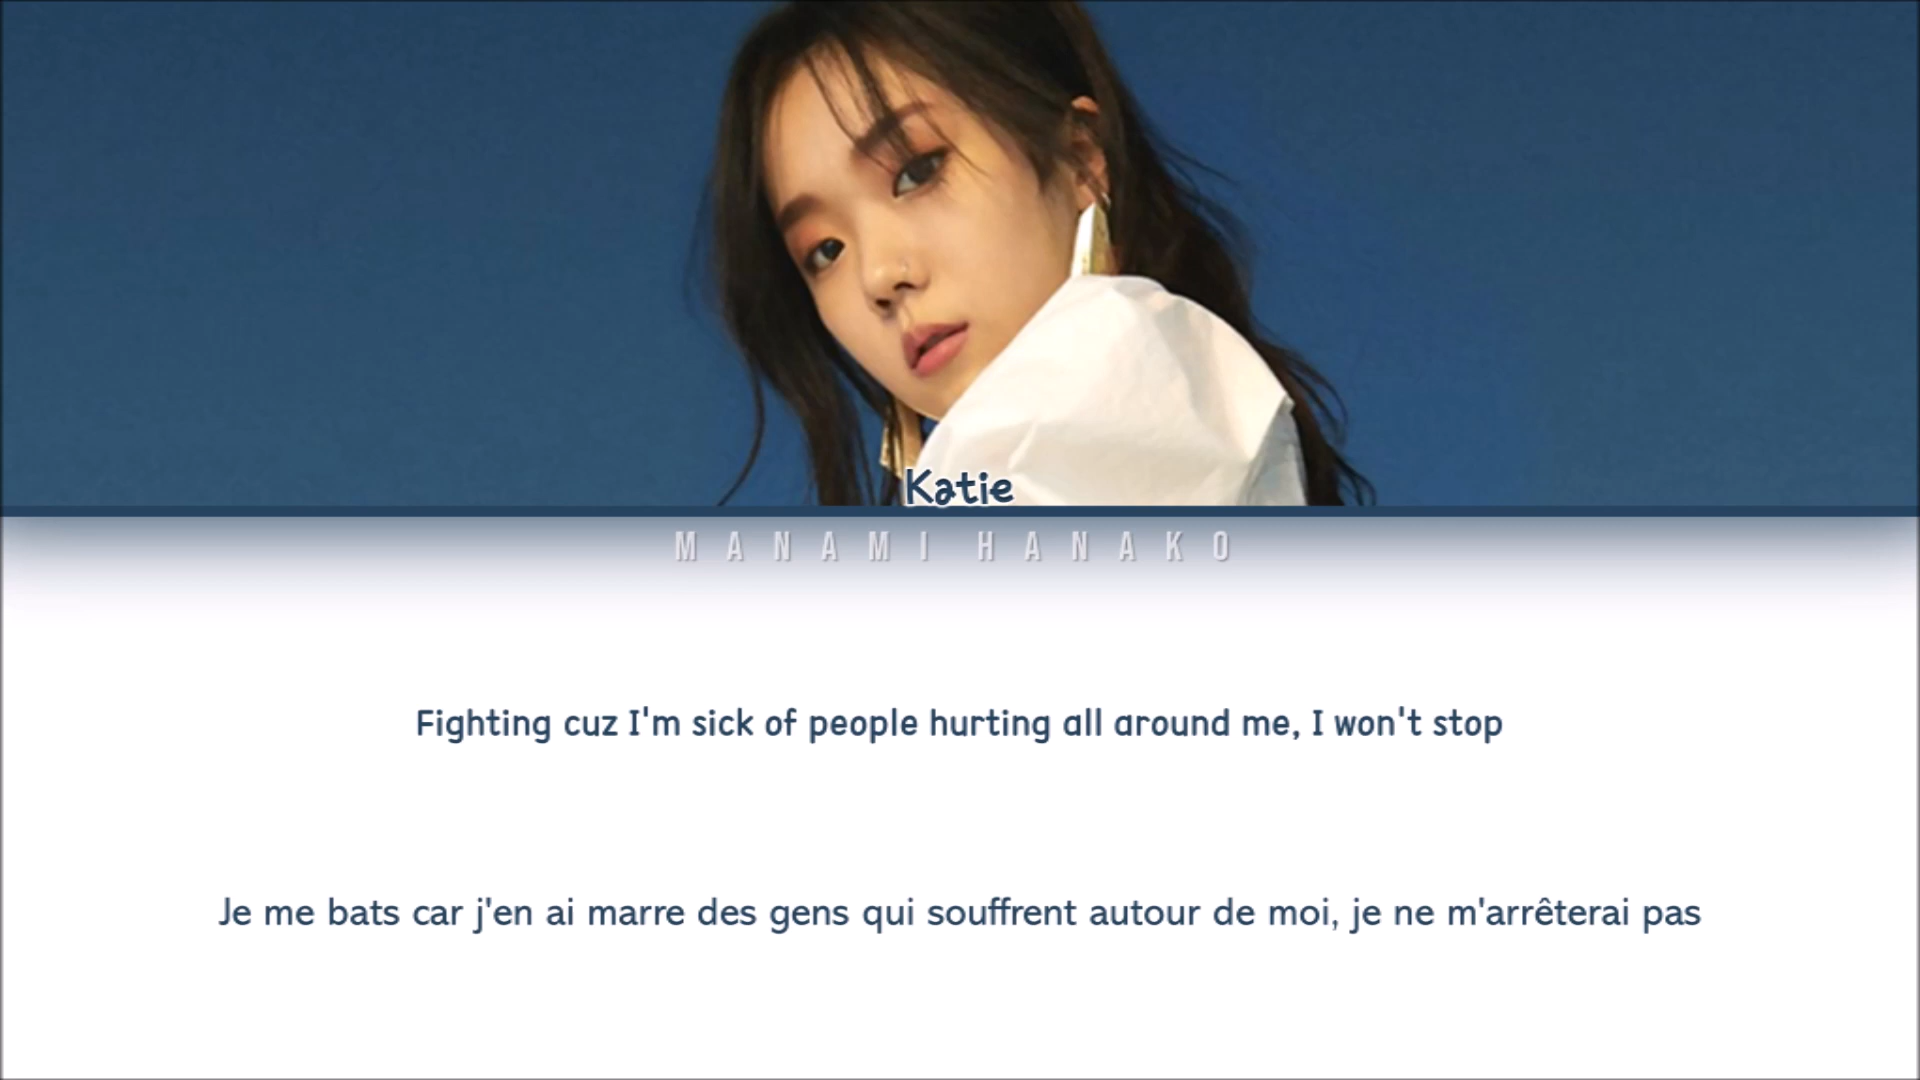 Katie
MANAMI HANAKO
Fighting cuz I'm sick of people hurting all around me, I won't stop
Je me bats car j'en ai marre des gens qui souffrent autour de moi, je ne m'arrêterai pas